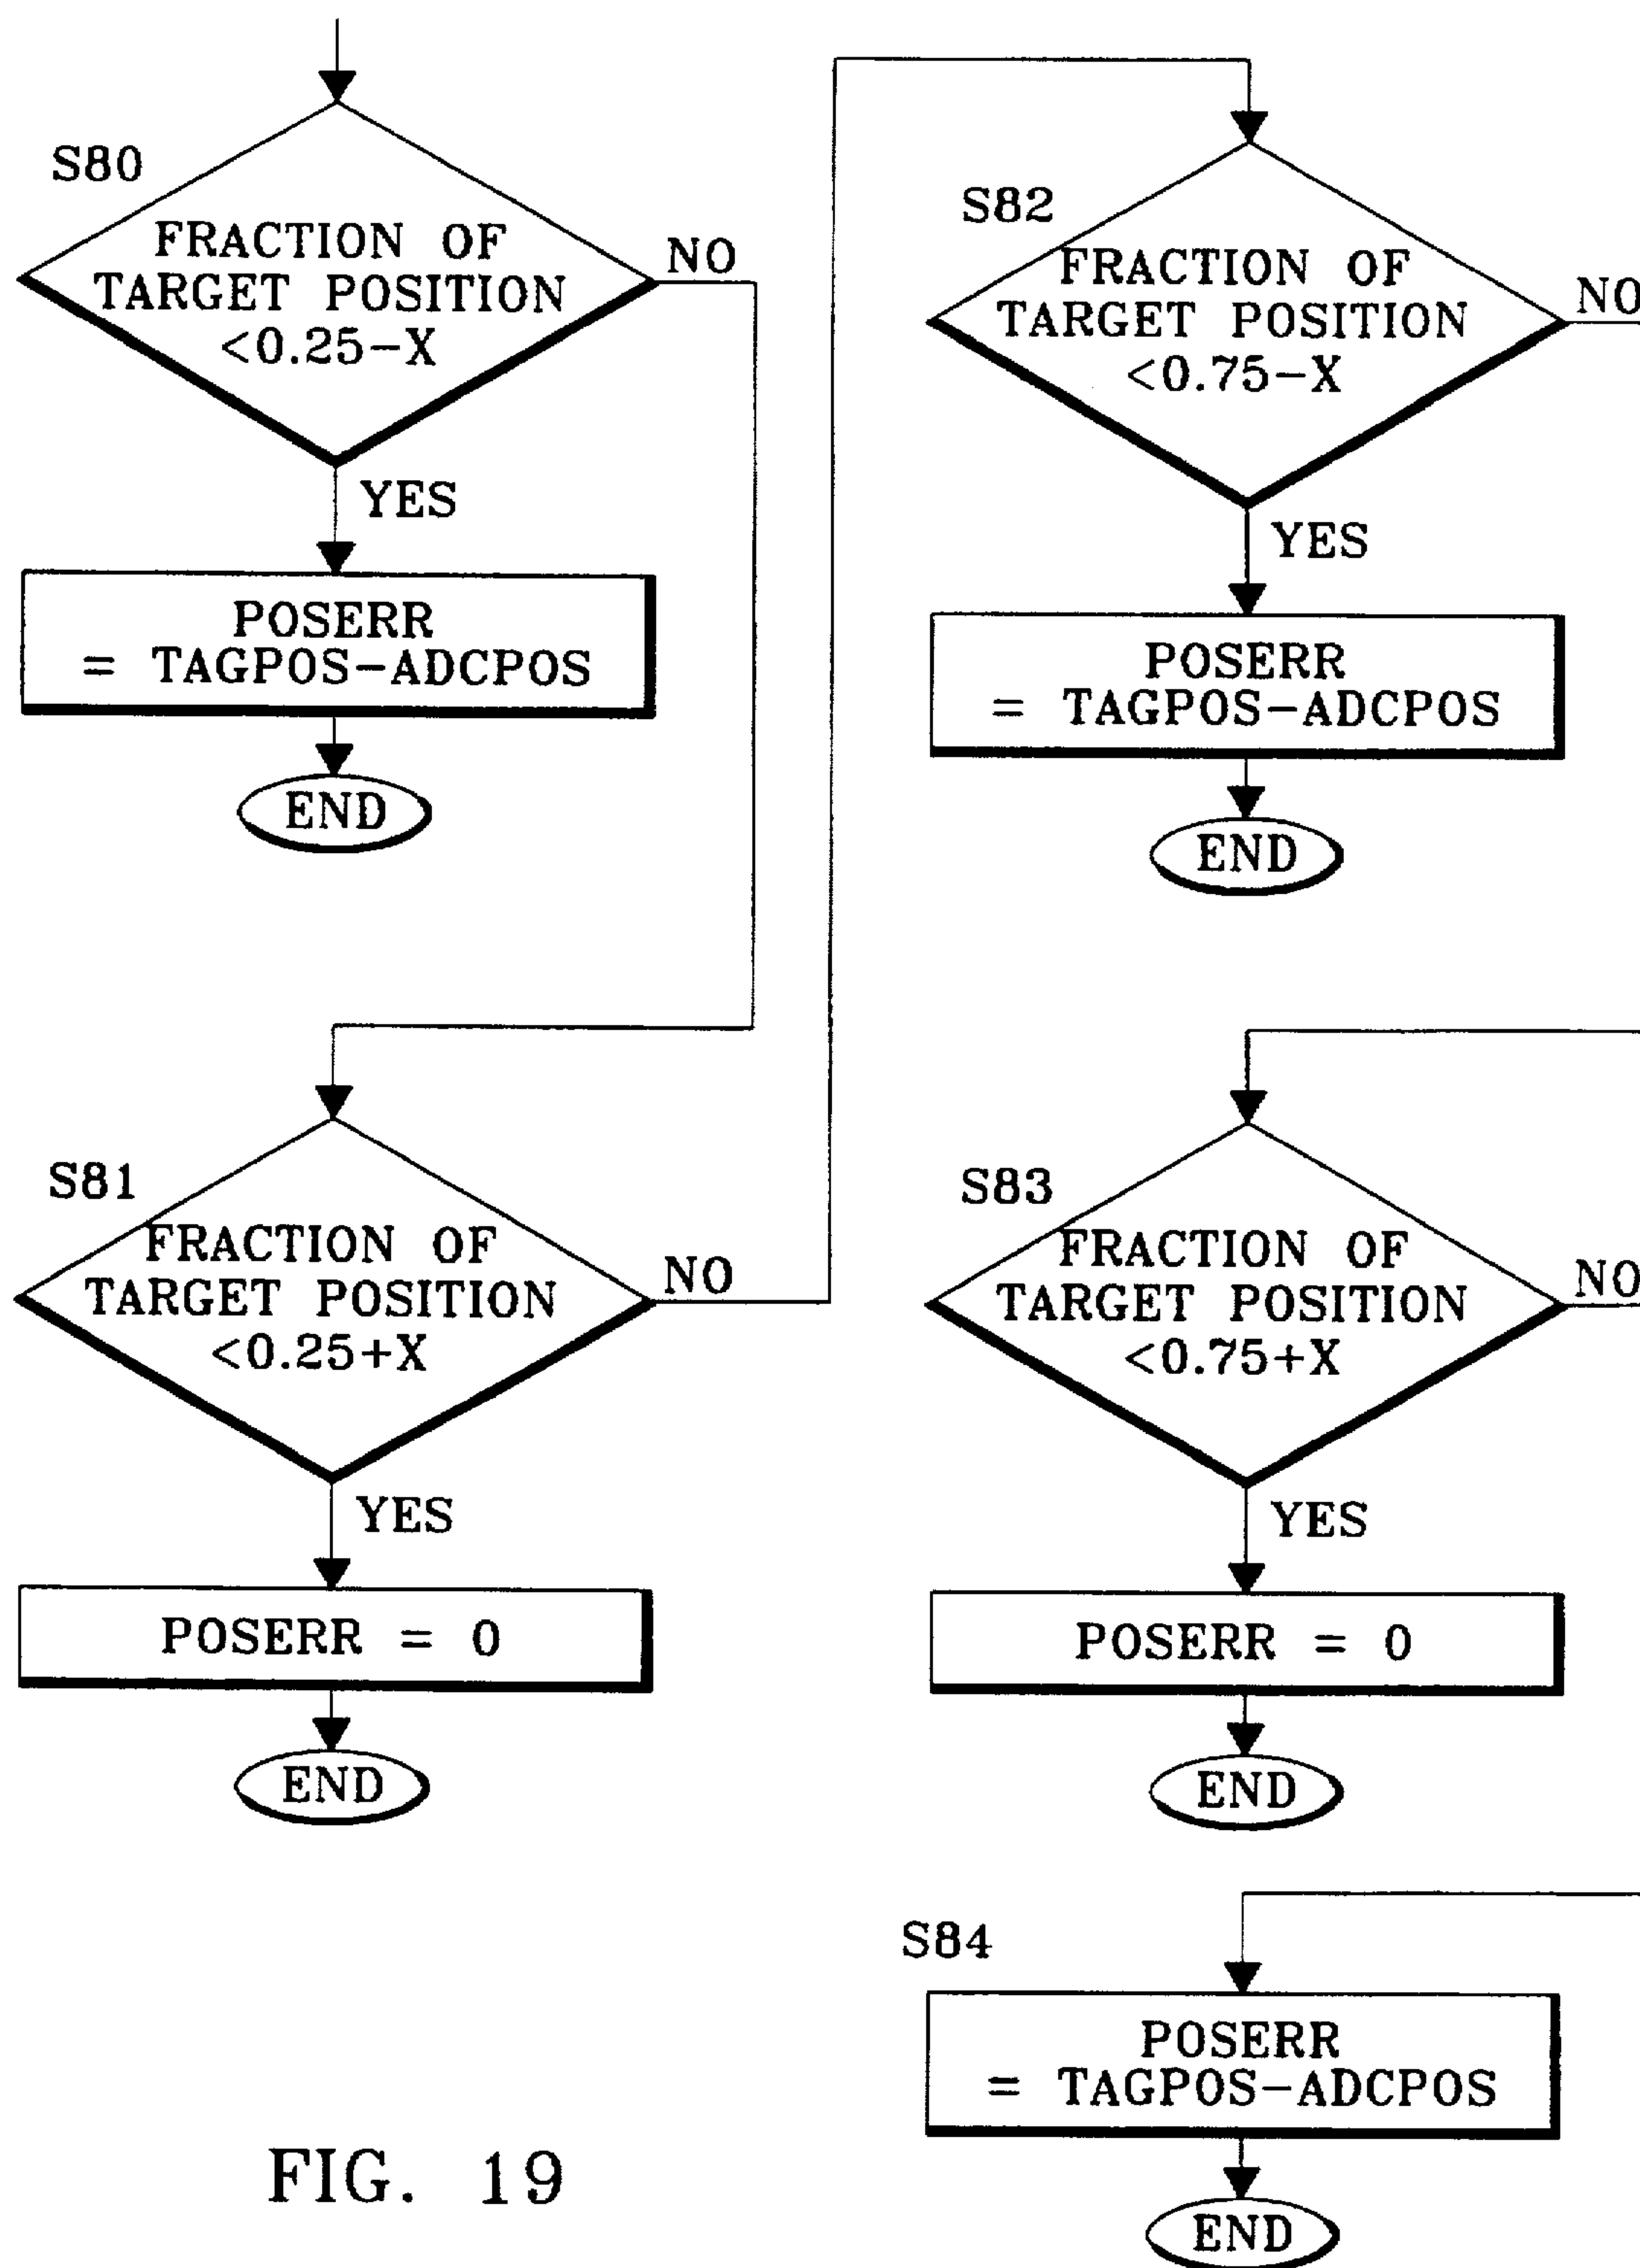 S80
FRACTION OF
TARGET POSITION
<0.25-X
NO
YES
POSERR
= TAGPOS-ADCPOS
END
S81
FRACTION OF
TARGET POSITION
<0.25+X
NO
YES
POSERR = 0
END
S82
FRACTION OF
TARGET POSITION
<0.75-X
NO
YES
POSERR
= TAGPOS-ADCPOS
END
S83
FRACTION OF
TARGET POSITION
<0.75+X
NO
YES
POSERR = 0
END
S84
POSERR
= TAGPOS-ADCPOS
END
FIG. 19